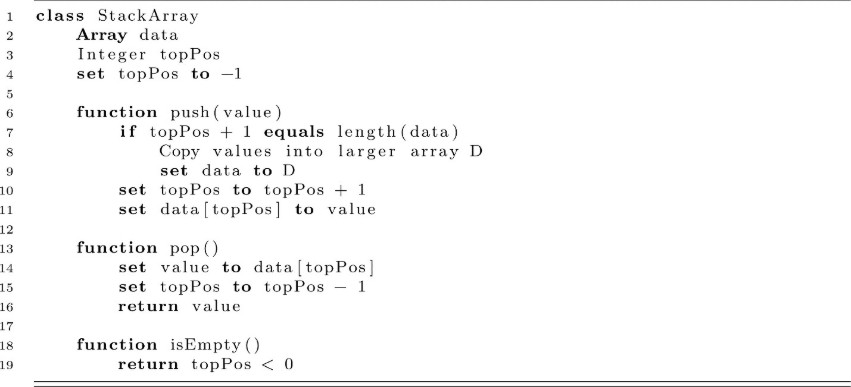 1 class StackArray
2 Array data
3 Integer topPos
4 set topPos to −1
5
6 function push(value)
7 if topPos + 1 equals length(data)
8 Copy values into larger array D
9 set data to D
10 set topPos to topPos + 1
11 set data[topPos] to value
12
13 function pop()
14 set value to data[topPos]
15 set topPos to topPos − 1
16 return value
17
18 function isEmpty()
19 return topPos < 0